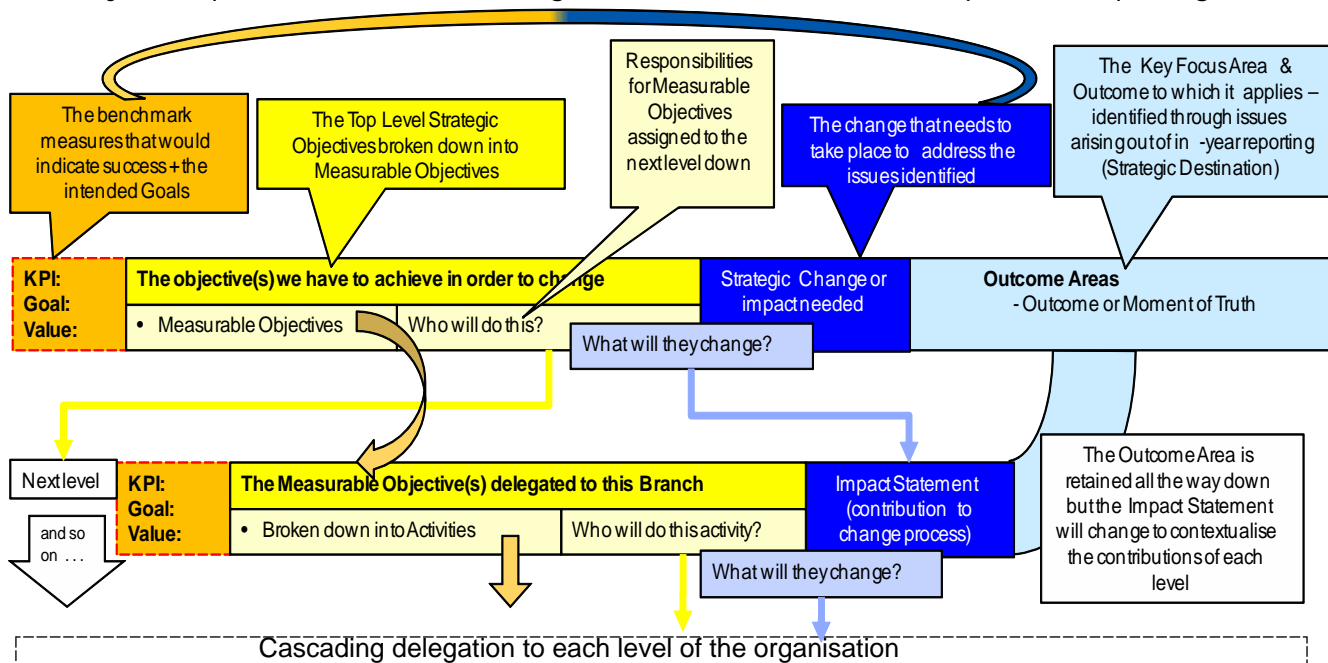 The benchmark
measures that would
indicate success + the
intended Goals
The Top Level Strategic
Objectives broken down into
Measurable Objectives
Responsibilities
for Measurable
Objectives
assigned to the
next level down
The change that needs to
take place to address the
issues identified
The Key Focus Area &
Outcome to which it applies –
identified through issues
arising out of in -year reporting
(Strategic Destination)
KPI:
Goal:
Value:
The objective(s) we have to achieve in order to change
• Measurable Objectives
Who will do this?
What will they change?
Strategic Change or
impact needed
Outcome Areas
- Outcome or Moment of Truth
Next level
and so
on ...
KPI:
Goal:
Value:
The Measurable Objective(s) delegated to this Branch
• Broken down into Activities
Who will do this activity?
What will they change?
Impact Statement
(contribution to
change process)
The Outcome Area is
retained all the way down
but the Impact Statement
will change to contextualise
the contributions of each
level
Cascading delegation to each level of the organisation